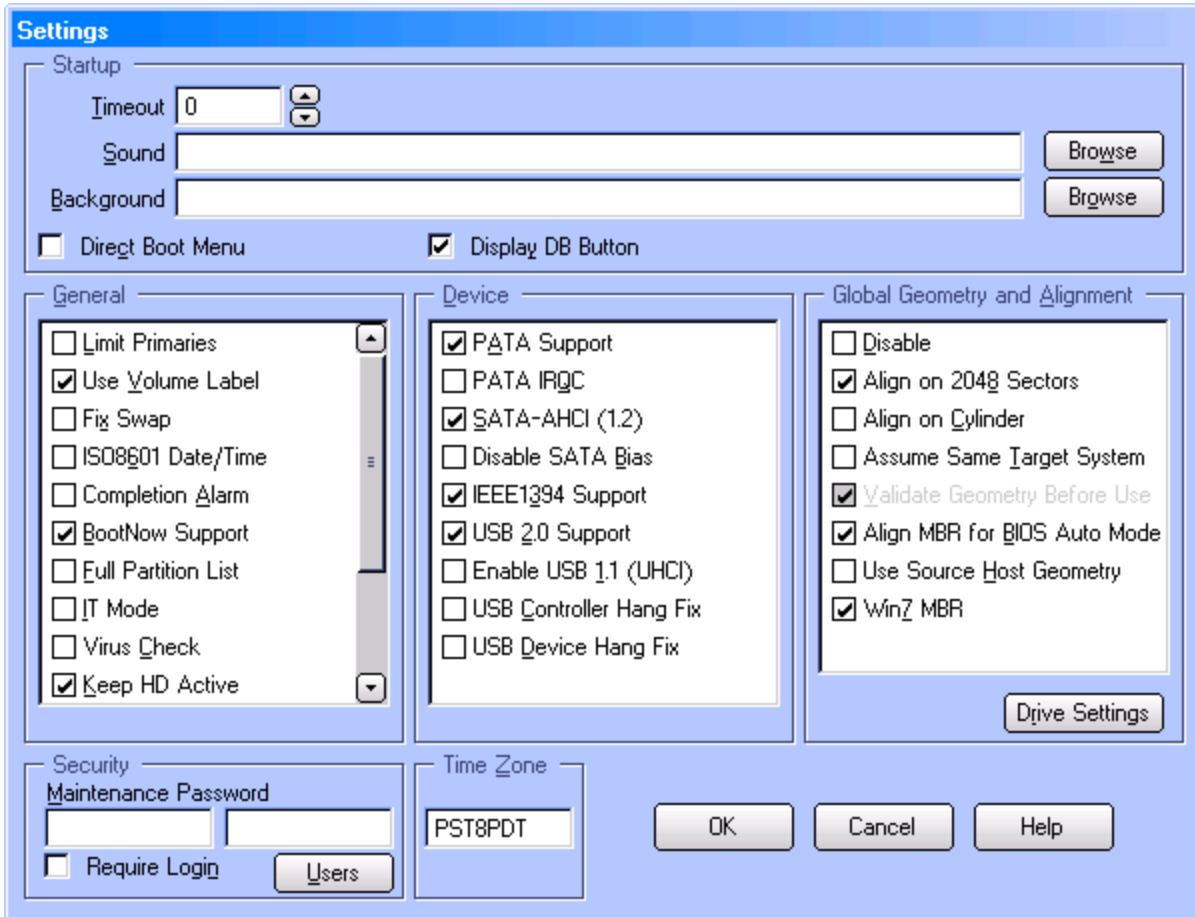 Settings
Startup
Timeout 0
Sound Browse
Background Browse
Direct Boot Menu Display DB Button
General
Limit Primaries
Use Volume Label
Fix Swap
ISO8601 Date/Time
Completion Alarm
BootNow Support
Full Partition List
IT Mode
Virus Check
Keep HD Active
Device
PATA Support
PATA IRQC
SATA-AHCI (1.2)
Disable SATA Bias
IEEE1394 Support
USB 2.0 Support
Enable USB 1.1 (UHCI)
USB Controller Hang Fix
USB Device Hang Fix
Global Geometry and Alignment
Disable
Align on 2048 Sectors
Align on Cylinder
Assume Same Target System
Validate Geometry Before Use
Align MBR for BIOS Auto Mode
Use Source Host Geometry
Win7 MBR
Drive Settings
Security
Maintenance Password
Require Login Users
Time Zone
PST8PDT
OK Cancel Help